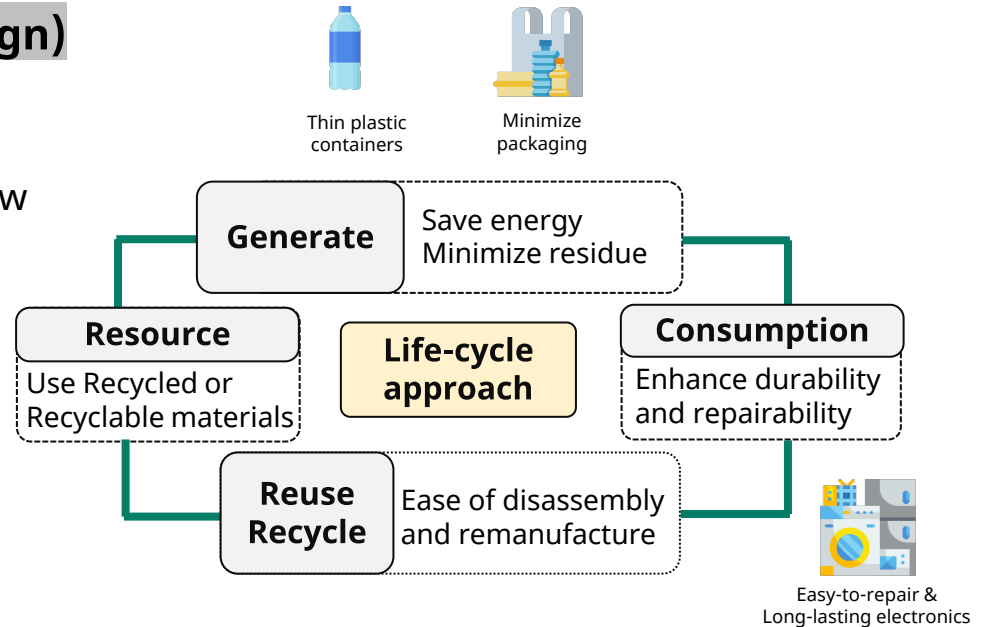 gn)
Thin plastic
containers
Minimize
packaging
w
Generate
Save energy
Minimize residue
Resource
Use Recycled or
Recyclable materials
Life-cycle
approach
Consumption
Enhance durability
and repairability
Reuse
Recycle
Ease of disassembly
and remanufacture
Easy-to-repair &
Long-lasting electronics